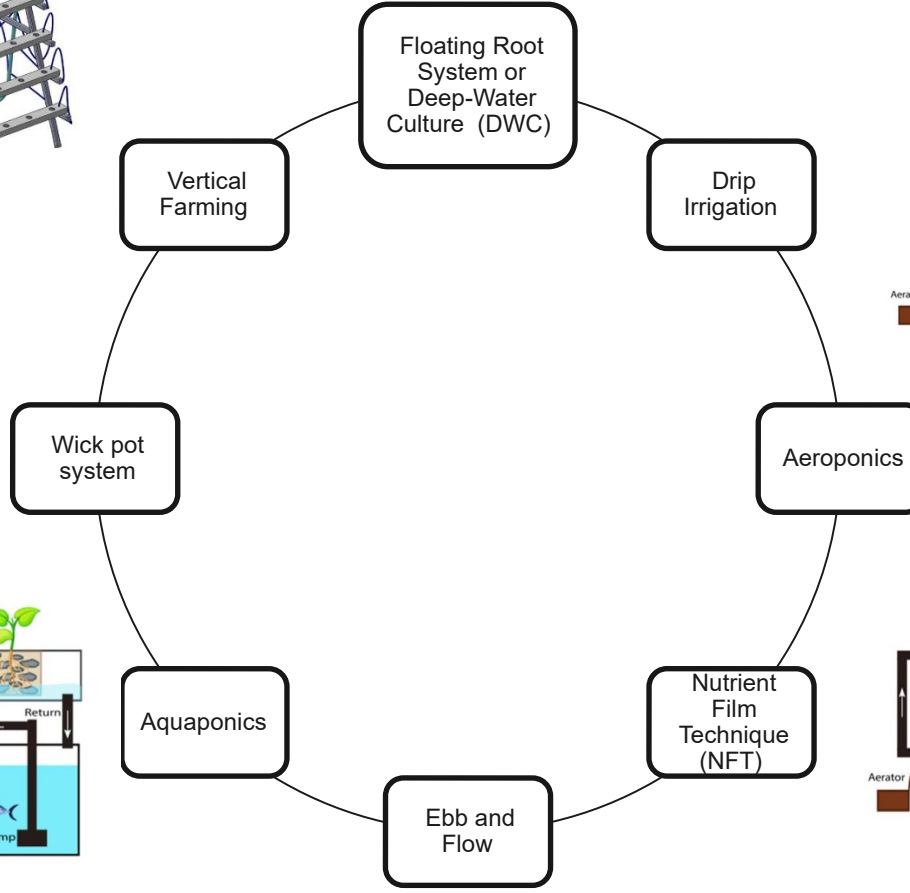 Floating Root
System or
Deep-Water
Culture (DWC)
Vertical
Farming
Drip
Irrigation
Wick pot
system
Aeroponics
Return
Aquaponics
Nutrient
Film
Technique
(NFT)
Aerator
Ebb and
Flow